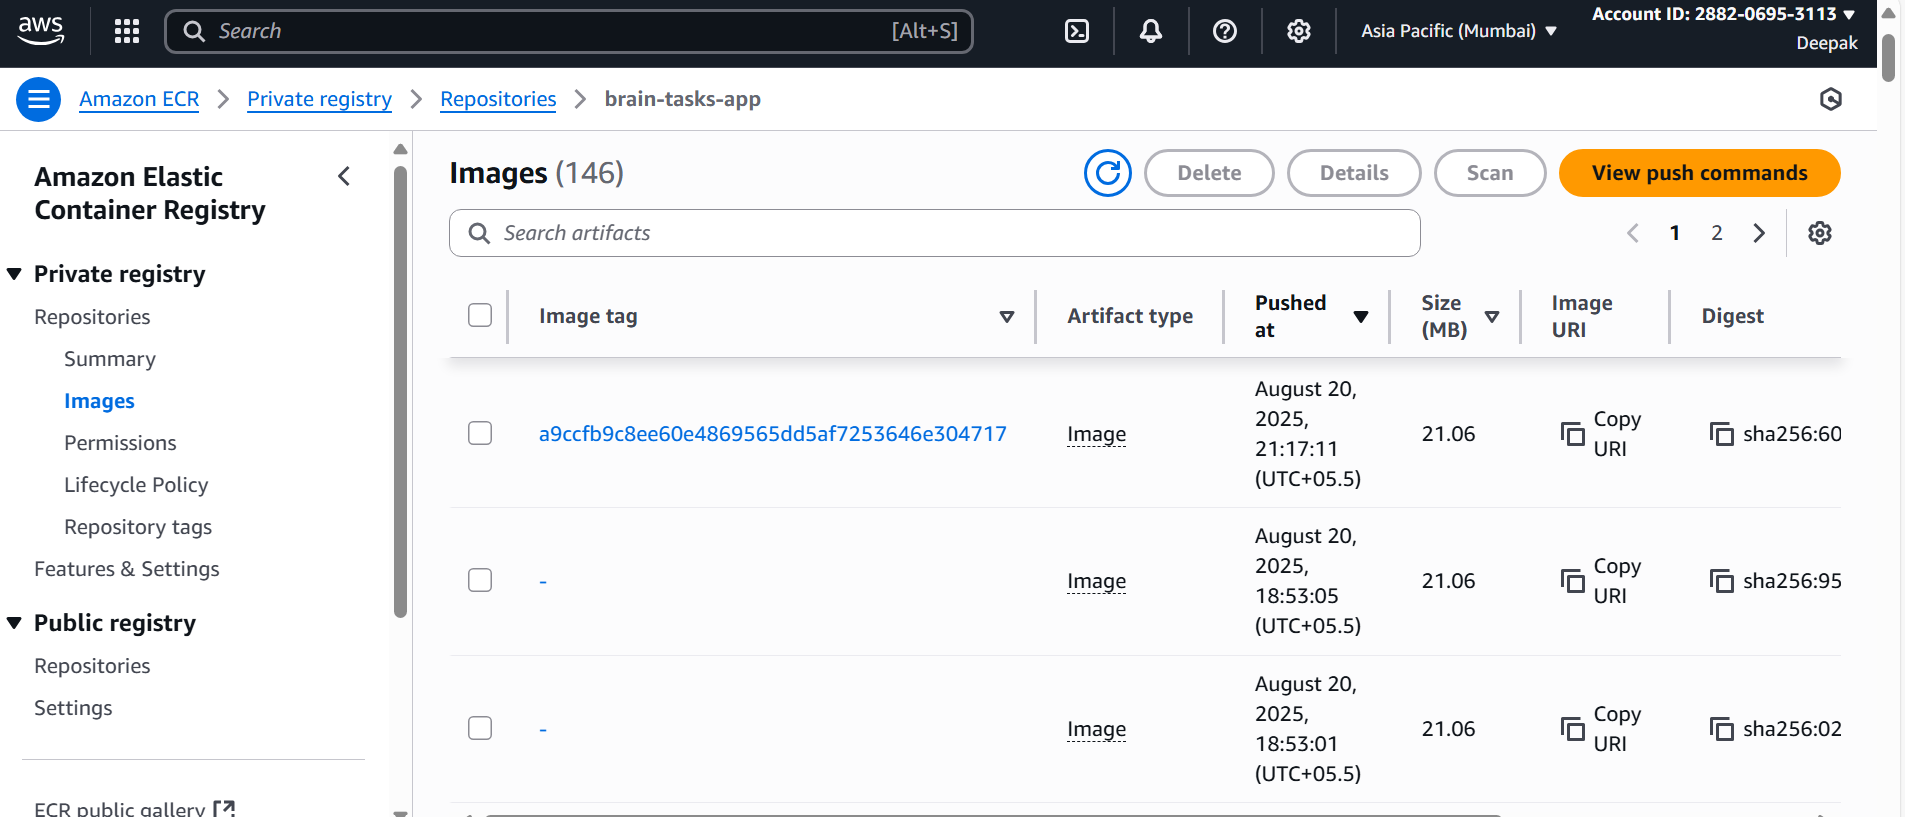 aws
Search
[Alt+S]
Asia Pacific (Mumbai)
Account ID: 2882-0695-3113
Deepak
Amazon ECR
Private registry
Repositories
brain-tasks-app
Amazon Elastic
Container Registry
Private registry
Repositories
Summary
Images
Permissions
Lifecycle Policy
Repository tags
Features & Settings
Public registry
Repositories
Settings
ECR public gallery
Images (146)
Delete
Details
Scan
View push commands
Search artifacts
1
2
Image tag
Artifact type
Pushed
at
Size
(MB)
Image
URI
Digest
a9ccfb9c8ee60e4869565dd5af7253646e304717
Image
August 20,
2025,
21:17:11
(UTC+05.5)
21.06
Copy
URI
sha256:60
-
Image
August 20,
2025,
18:53:05
(UTC+05.5)
21.06
Copy
URI
sha256:95
-
Image
August 20,
2025,
18:53:01
(UTC+05.5)
21.06
Copy
URI
sha256:02